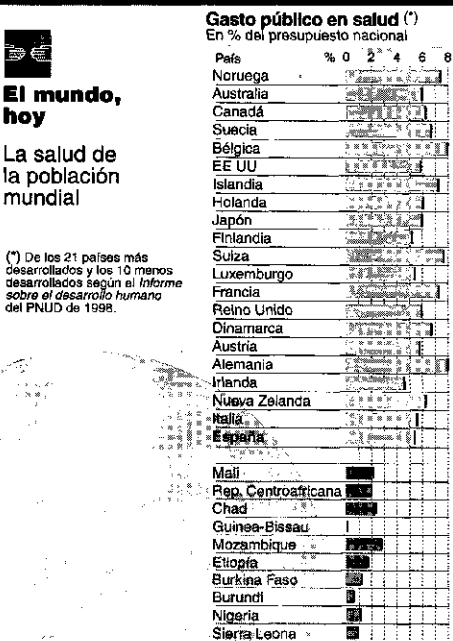 Gasto público en salud (*)
En % del presupuesto nacional
El mundo,
hoy
La salud de
la población
mundial
(*) De los 21 países más
desarrollados y los 10 menos
desarrollados según el Informe
sobre el desarrollo humano
del PNUD de 1998.
País % 0 2 4 6 8
Noruega
Australia
Canadá
Suecia
Bélgica
EE UU
Islandia
Holanda
Japón
Finlandia
Suiza
Luxemburgo
Francia
Reino Unido
Dinamarca
Austria
Alemania
Irlanda
Nueva Zelanda
Italia
España
Mali
Rep. Centroafricana
Chad
Guinea-Bissau
Mozambique
Etiopía
Burkina Faso
Burundi
Nigeria
Sierra Leona